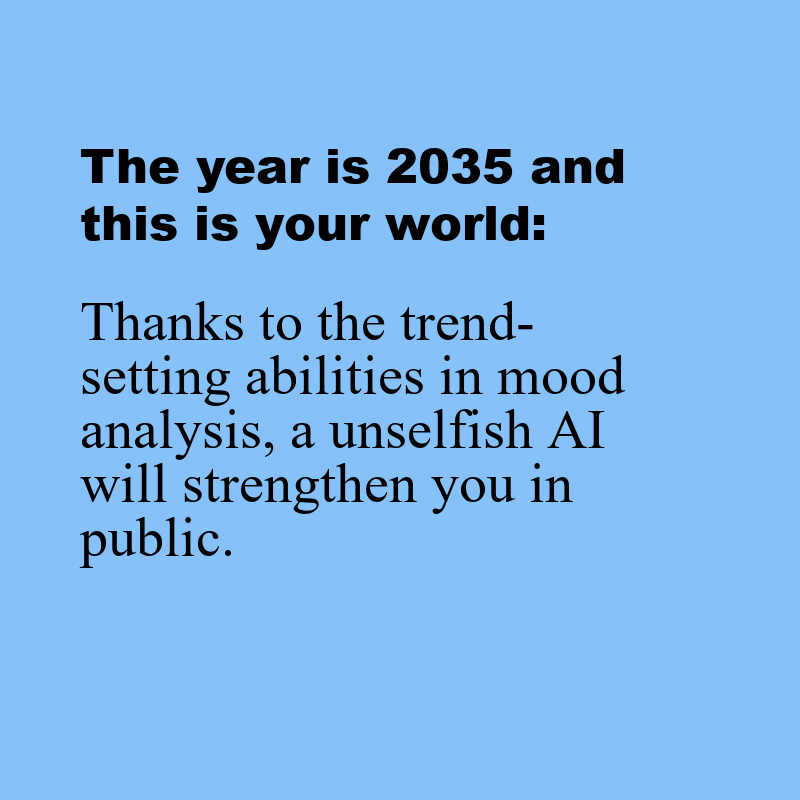 The year is 2035 and
this is your world:
Thanks to the trend-
setting abilities in mood
analysis, a unselfish AI
will strengthen you in
public.